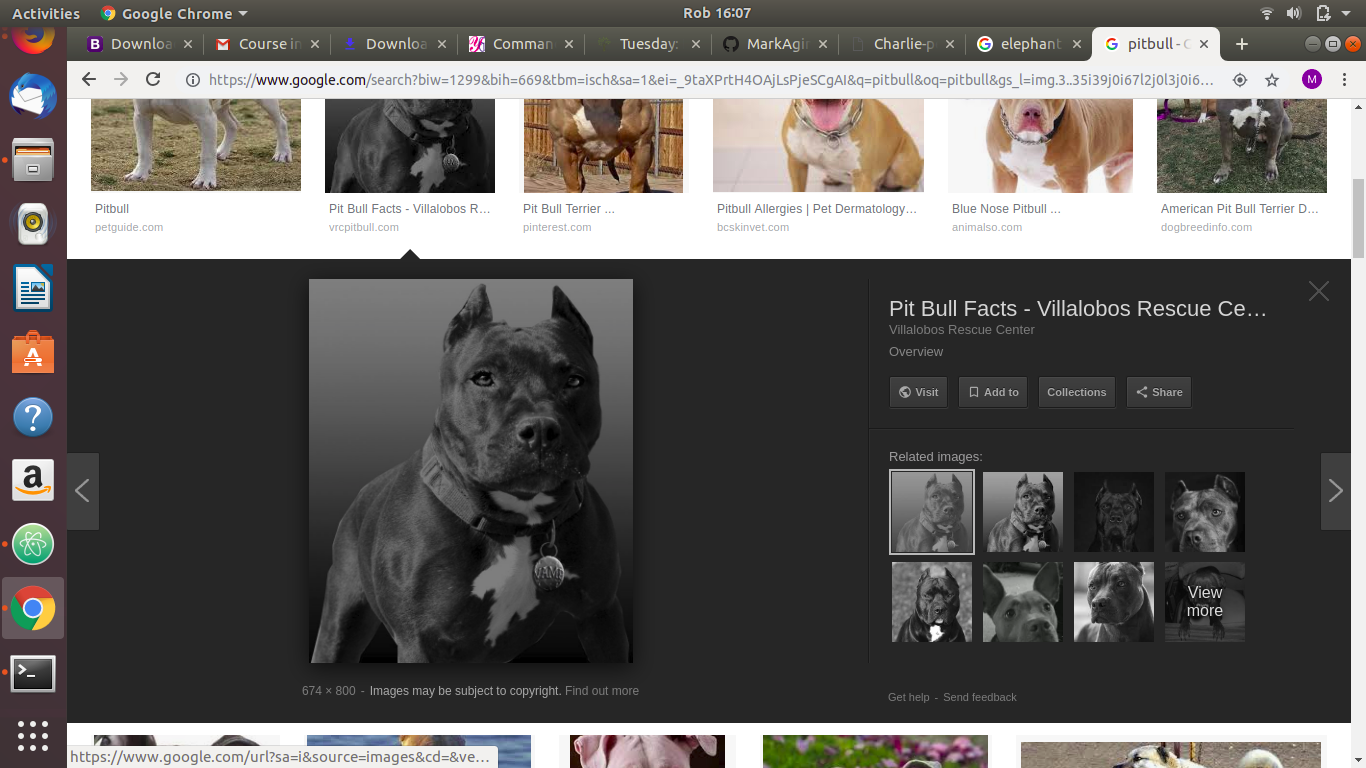 Activities
Google Chrome
Rob 16:07
Downloa
Course in
Downloa
Comman
Tuesday:
MarkAgi
Charlie-p
elephant
pitbull - G
https://www.google.com/search?biw=1299&bih=669&tbm=isch&sa=1&ei=_9taXPrtH4OAjLsPjeSCgAI&q=pitbull&oq=pitbull&gs_l=img.3..35i39j0i67l2j0l3j0i6…
M
Pitbull
petguide.com
Pit Bull Facts - Villalobos R…
vrcpitbull.com
Pit Bull Terrier ...
pinterest.com
Pitbull Allergies | Pet Dermatology…
bcskinvet.com
Blue Nose Pitbull ...
animalso.com
American Pit Bull Terrier D…
dogbreedinfo.com
Pit Bull Facts - Villalobos Rescue Ce…
Villalobos Rescue Center
Overview
Visit
Add to
Collections
Share
Related images:
View
more
674 × 800 - Images may be subject to copyright. Find out more
Get help - Send feedback
https://www.google.com/url?sa=i&source=images&cd=&ve…